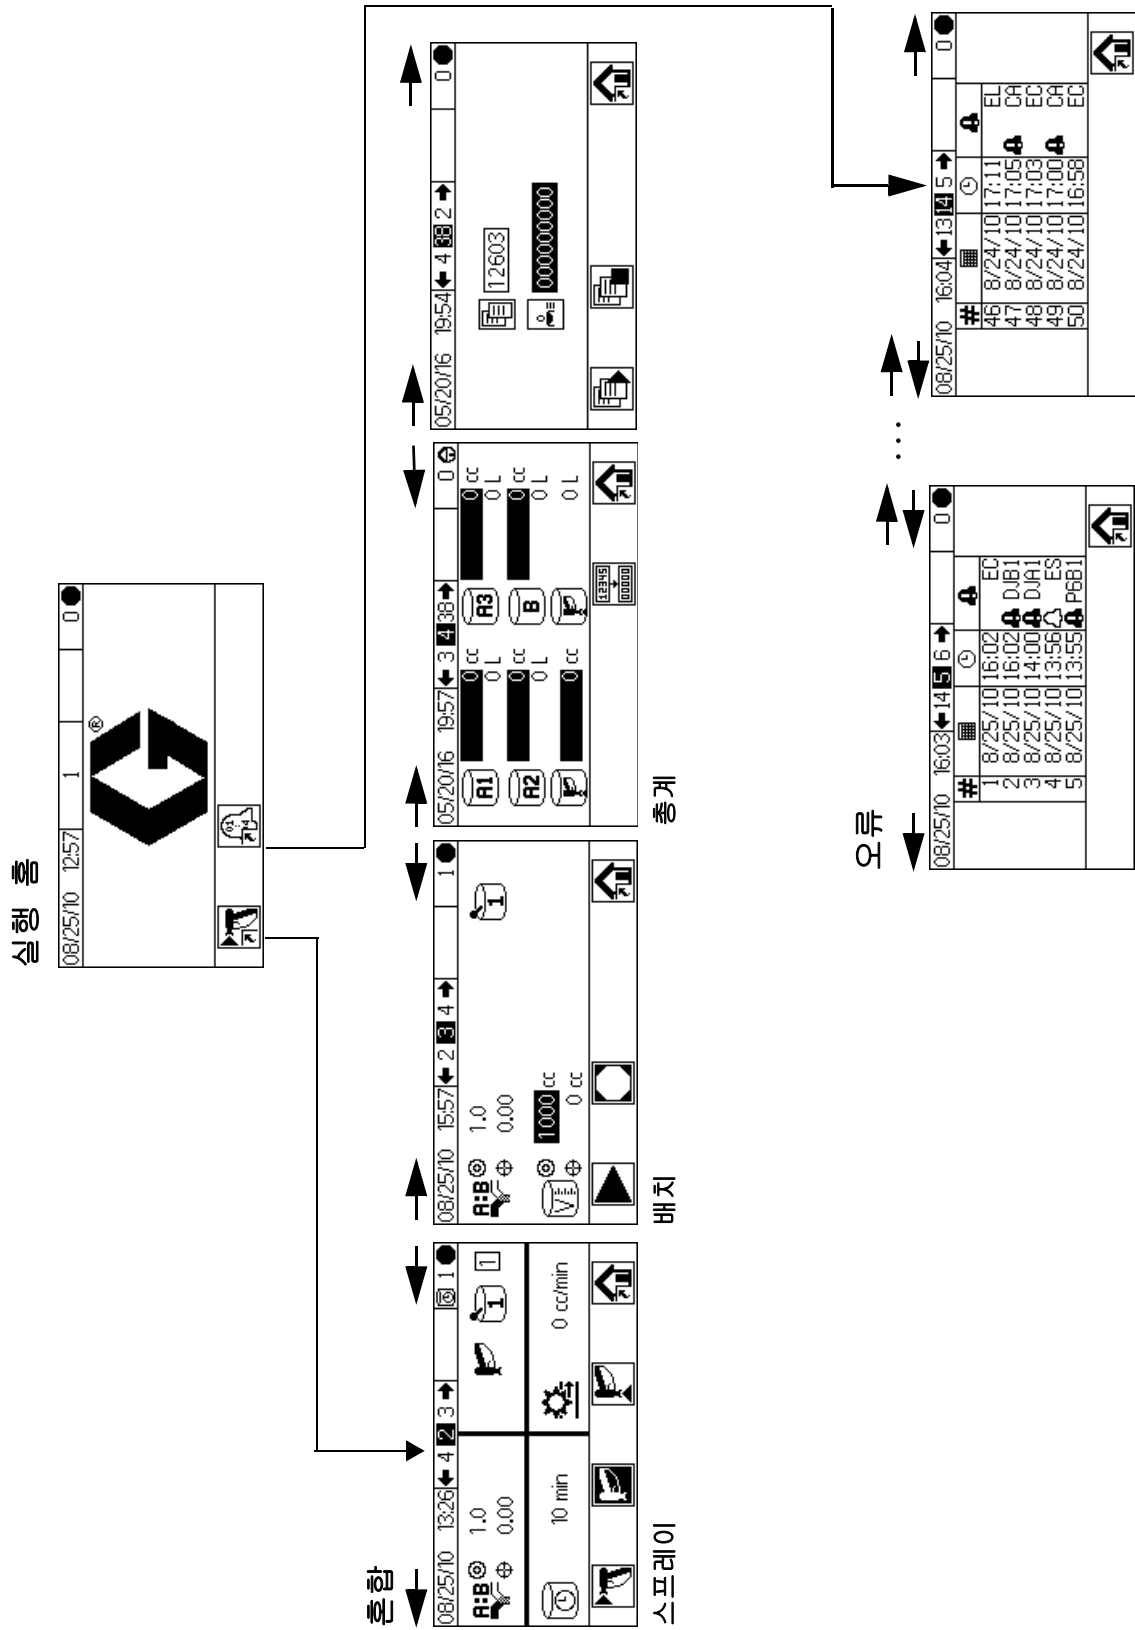 실행 홈
08/25/10 12:57 1 0
®
혼합
08/25/10 13:26 4 2 3 1
A:B 1.0
0.00
1 1
10 min
0 cc/min
스프레이
08/25/10 15:57 2 3 4 1
A:B 1.0
0.00
1
1000 cc
0 cc
배치
05/20/16 19:57 3 4 38 0
A1 0 cc
0 L
A3 0 cc
0 L
A2 0 cc
0 L
B 0 cc
0 L
0 cc
0 L
12345
00000
총계
05/20/16 19:54 4 38 2 0
12603
000000000
오류
08/25/10 16:03 14 5 6 0
#
1 8/25/10 16:02 EC
2 8/25/10 16:02 DJB1
3 8/25/10 14:00 DJA1
4 8/25/10 13:56 ES
5 8/25/10 13:55 P6B1
...
08/25/10 16:04 13 14 5 0
#
46 8/24/10 17:11 EL
47 8/24/10 17:05 CA
48 8/24/10 17:03 EC
49 8/24/10 17:00 CA
50 8/24/10 16:58 EC